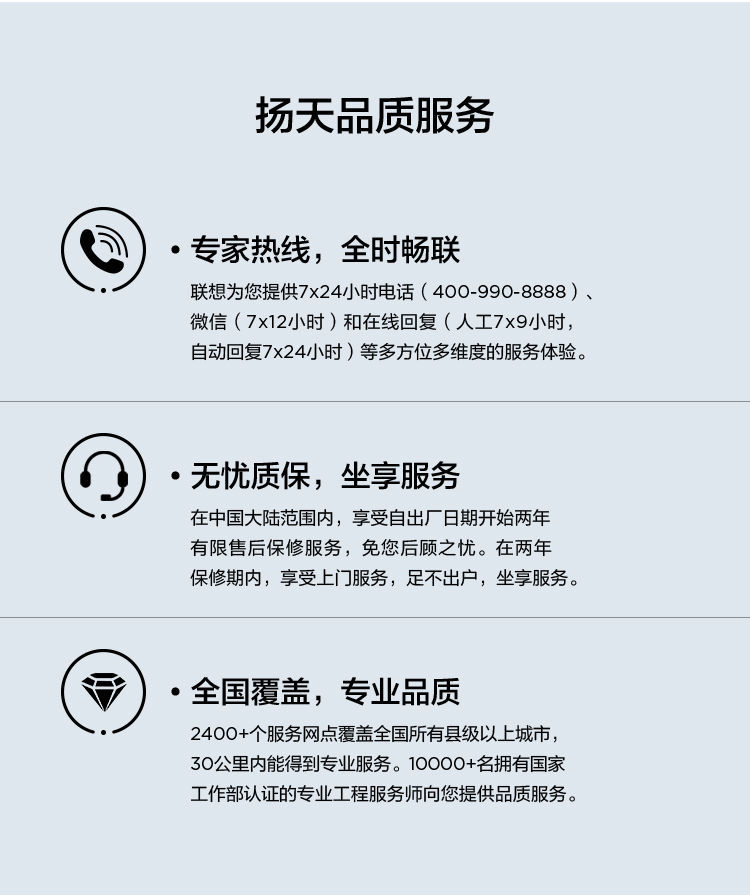 扬天品质服务
• 专家热线，全时畅联
联想为您提供7x24小时电话（400-990-8888）、
微信（7x12小时）和在线回复（人工7x9小时，
自动回复7x24小时）等多方位多维度的服务体验。
• 无忧质保，坐享服务
在中国大陆范围内，享受自出厂日期开始两年
有限售后保修服务，免您后顾之忧。在两年
保修期内，享受上门服务，足不出户，坐享服务。
• 全国覆盖，专业品质
2400+个服务网点覆盖全国所有县级以上城市，
30公里内能得到专业服务。10000+名拥有国家
工作部认证的专业工程服务师向您提供品质服务。